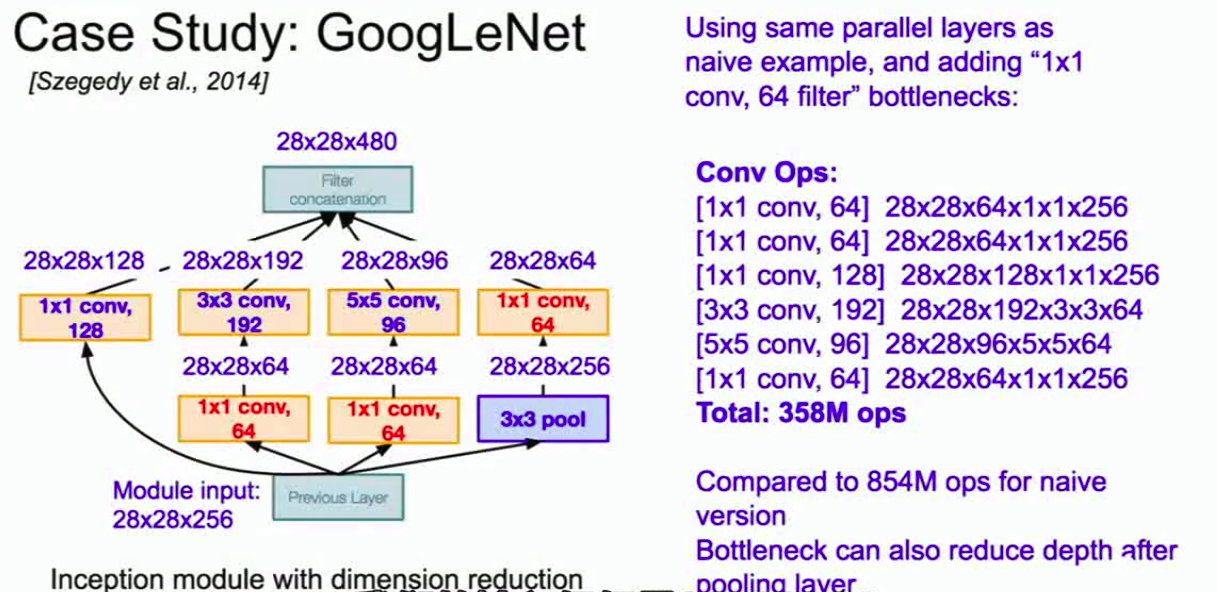 Case Study: GoogLeNet
[Szegedy et al., 2014]
28x28x480
Filter
concatenation
28x28x128
28x28x192
28x28x96
28x28x64
1x1 conv,
128
3x3 conv,
192
5x5 conv,
96
1x1 conv,
64
28x28x64
28x28x64
28x28x256
1x1 conv,
64
1x1 conv,
64
3x3 pool
Module input:
28x28x256
Previous Layer
Inception module with dimension reduction
Using same parallel layers as
naive example, and adding “1x1
conv, 64 filter” bottlenecks:
Conv Ops:
[1x1 conv, 64] 28x28x64x1x1x256
[1x1 conv, 64] 28x28x64x1x1x256
[1x1 conv, 128] 28x28x128x1x1x256
[3x3 conv, 192] 28x28x192x3x3x64
[5x5 conv, 96] 28x28x96x5x5x64
[1x1 conv, 64] 28x28x64x1x1x256
Total: 358M ops
Compared to 854M ops for naive
version
Bottleneck can also reduce depth after
pooling layer